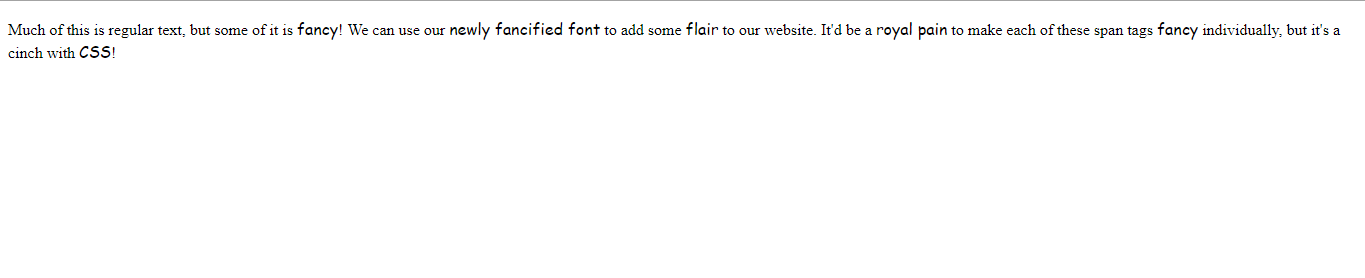 Much of this is regular text, but some of it is fancy! We can use our newly fancified font to add some flair to our website. It'd be a royal pain to make each of these span tags fancy individually, but it's a
cinch with CSS!